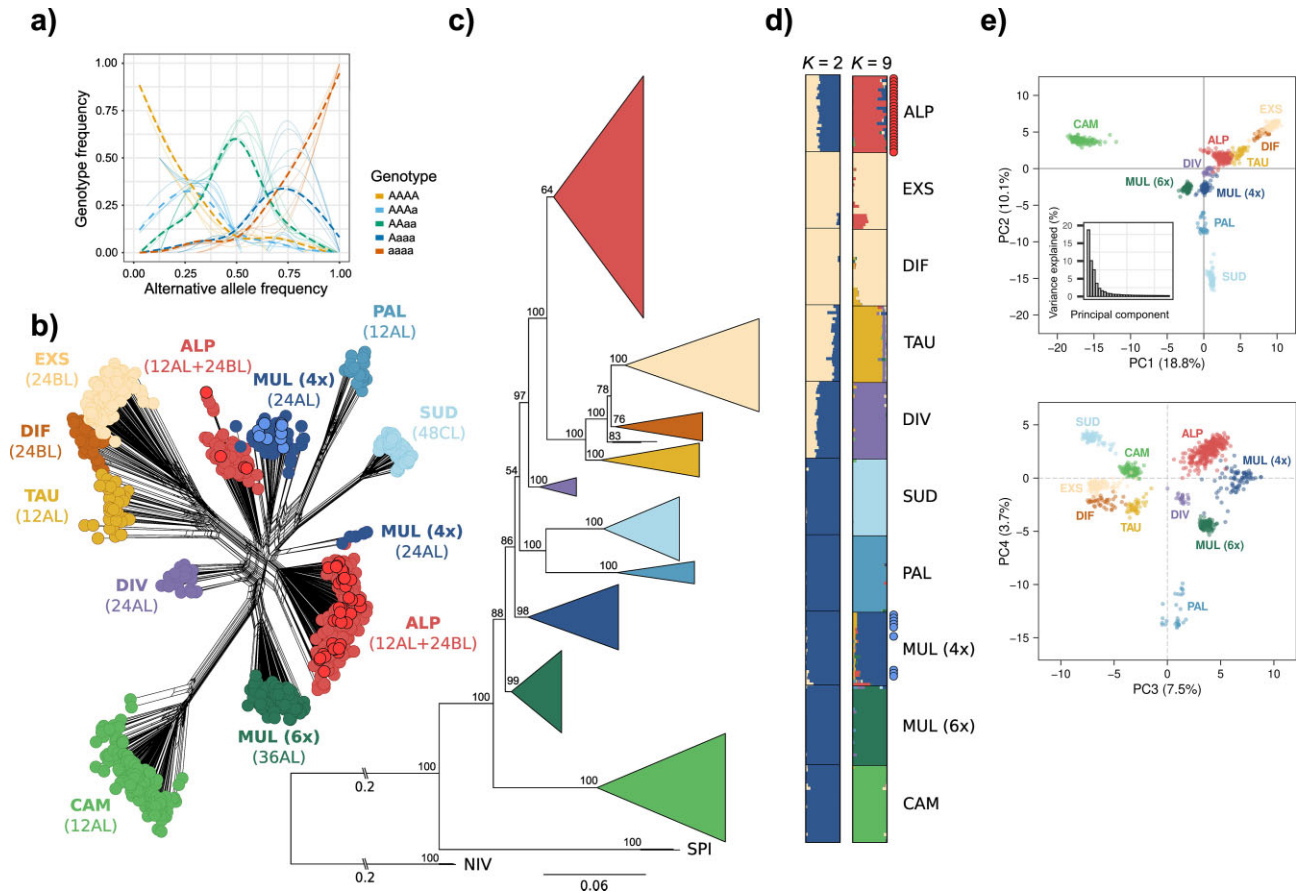 a)
1.00
0.75
0.50
0.25
0.00
Genotype frequency
0.00 0.25 0.50 0.75 1.00
Alternative allele frequency
Genotype
AAAA
AAAa
AAaa
Aaaa
aaaa
b)
PAL
(12AL)
EXS
(24BL)
ALP
(12AL+24BL)
MUL (4x)
(24AL)
SUD
(48CL)
DIF
(24BL)
TAU
(12AL)
MUL (4x)
(24AL)
DIV
(24AL)
ALP
(12AL+24BL)
MUL (6x)
(36AL)
CAM
(12AL)
c)
64
100
100
78
97
100
76
83
100
100
54
100
100
86
100
100
98
88
99
100
100
100
0.2
100
SPI
100
NIV
0.2
0.06
d)
K = 2 K = 9
ALP
EXS
DIF
TAU
DIV
SUD
PAL
MUL (4x)
MUL (6x)
CAM
e)
10
5
0
−5
−10
−15
−20
PC2 (10.1%)
EXS
CAM
ALP
DIF
DIV
TAU
MUL (6x)
MUL (4x)
PAL
SUD
Variance explained (%)
20
15
10
5
0
Principal component
−20 −15 −10 −5 0 5 10
PC1 (18.8%)
5
0
−5
−10
−15
PC4 (3.7%)
SUD
ALP
CAM
MUL (4x)
EXS
DIF
TAU
DIV
MUL (6x)
PAL
−10 −5 0 5 10
PC3 (7.5%)